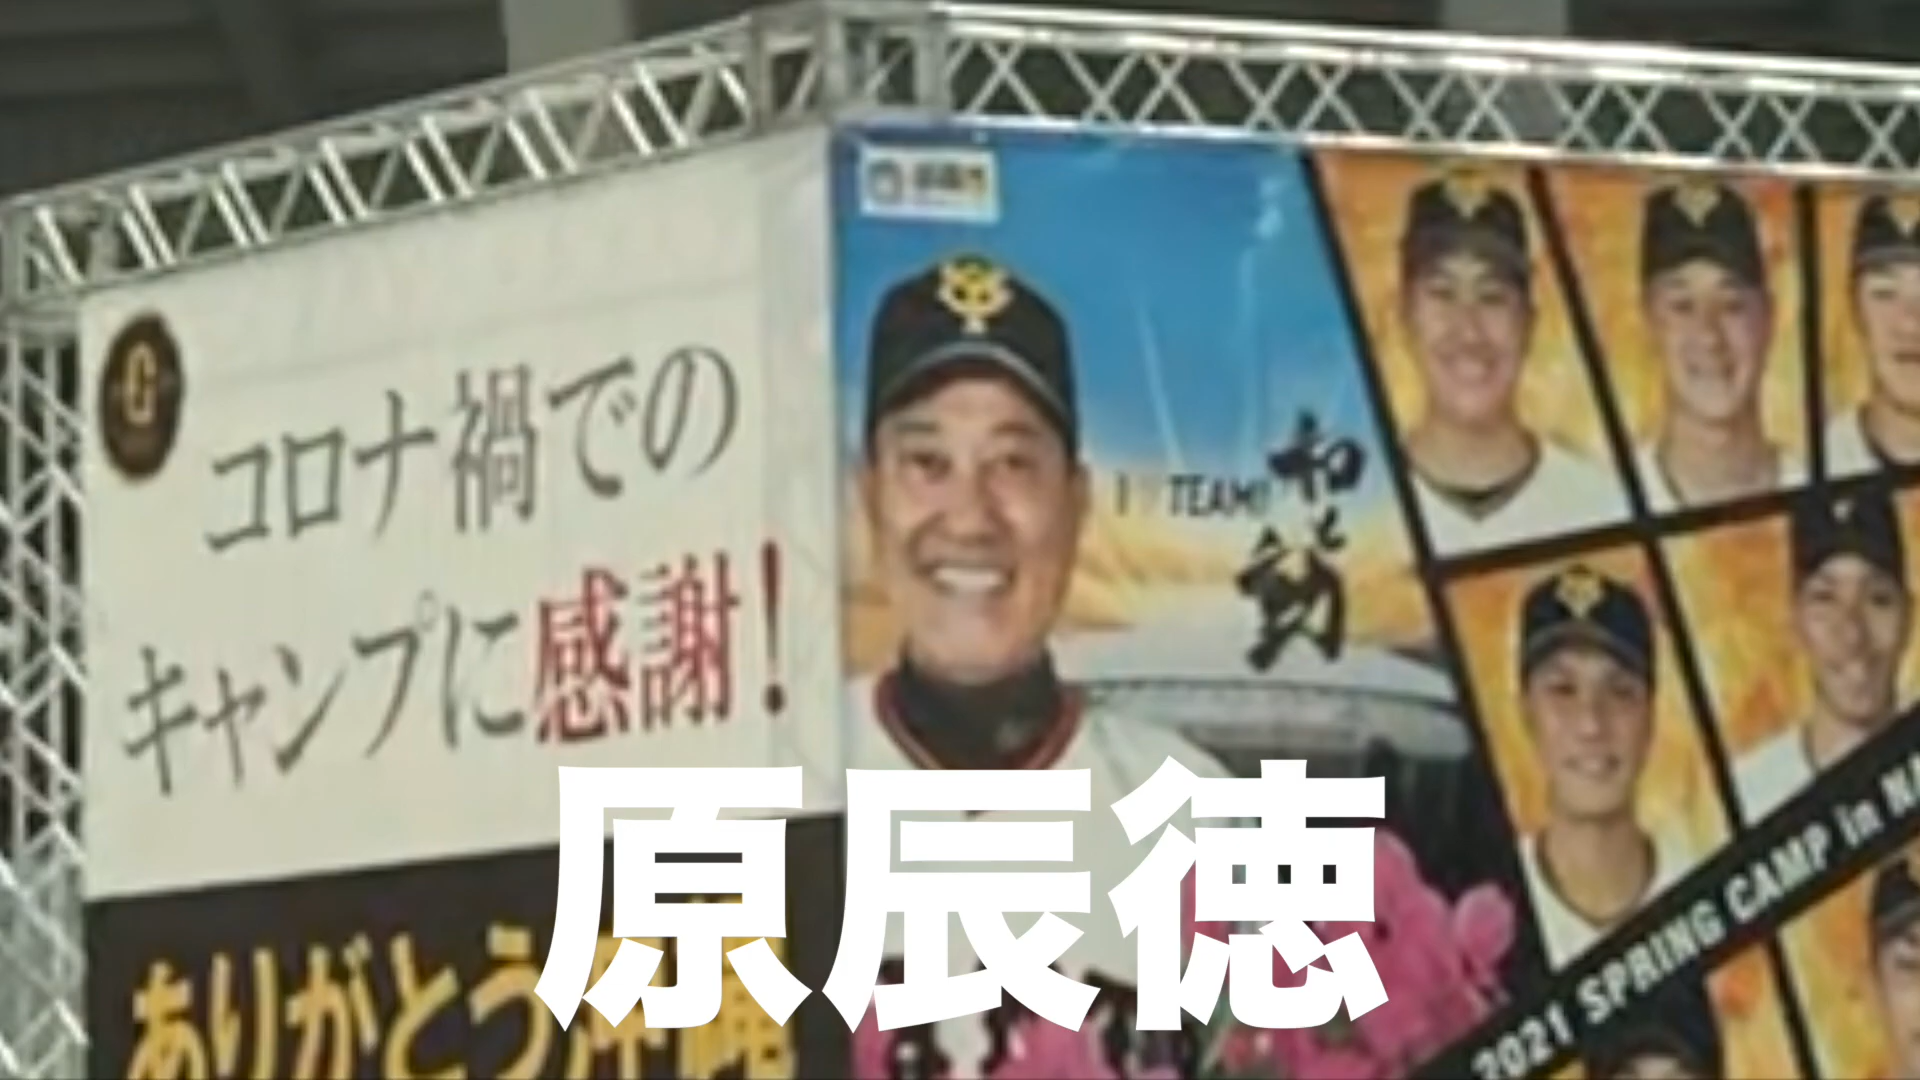 G
コロナ禍での
キャンプに感謝!
ありがとう沖縄
I ♡ TEAM!
和と動
2021 SPRING CAMP in NA
原辰徳